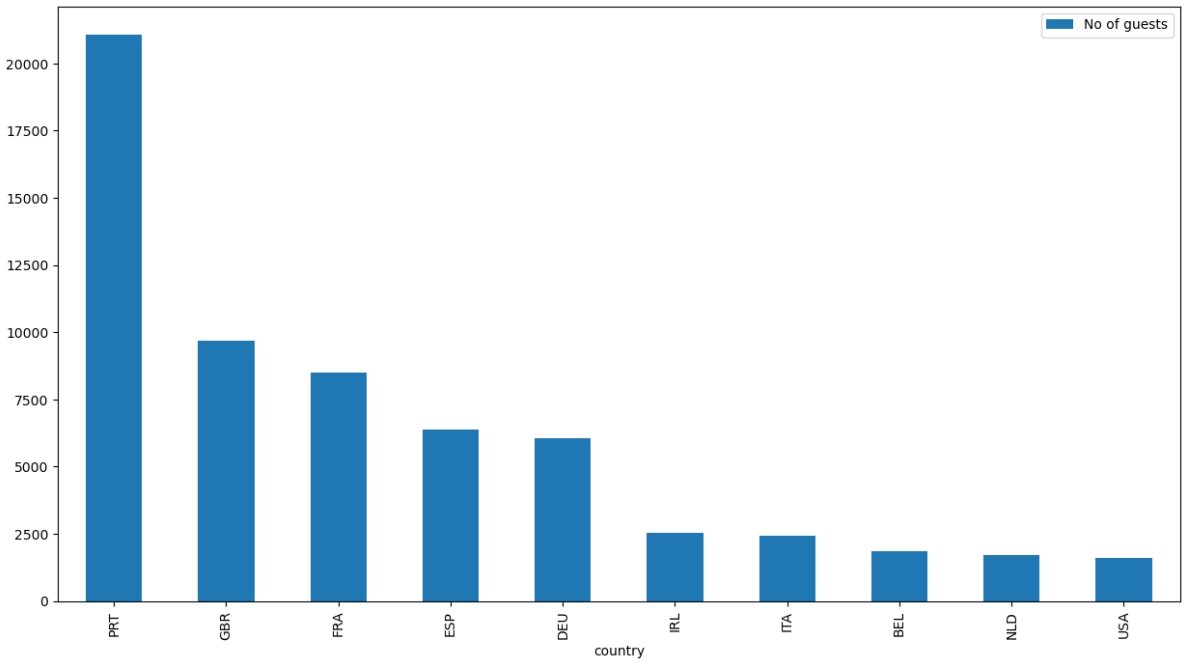 No of guests
20000
17500
15000
12500
10000
7500
5000
2500
0
PRT
GBR
FRA
ESP
DEU
IRL
ITA
BEL
NLD
USA
country